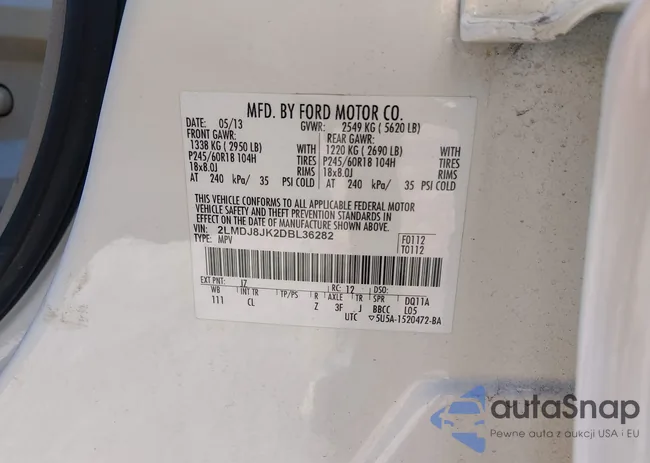 MFD. BY FORD MOTOR CO.
DATE: 05/13 GVWR: 2549 KG ( 5620 LB)
FRONT GAWR: REAR GAWR:
1338 KG ( 2950 LB) WITH 1220 KG ( 2690 LB) WITH
P245/60R18 104H TIRES P245/60R18 104H TIRES
18x8.0J RIMS 18x8.0J RIMS
AT 240 kPa/ 35 PSI COLD AT 240 kPa/ 35 PSI COLD
THIS VEHICLE CONFORMS TO ALL APPLICABLE FEDERAL MOTOR
VEHICLE SAFETY AND THEFT PREVENTION STANDARDS IN
EFFECT ON THE DATE OF MANUFACTURE SHOWN ABOVE.
VIN: 2LMDJ8JK2DBL36282 F0112
TYPE: MPV T0112
EXT PNT: J7 RC: 12 DSO:
WB INT TR TP/PS R AXLE TR SPR DQ11A
111 CL Z 3F J BBCC L05
UTC 5U5A-1520472-BA
autaSnap
Pewne auta z aukcji USA i EU